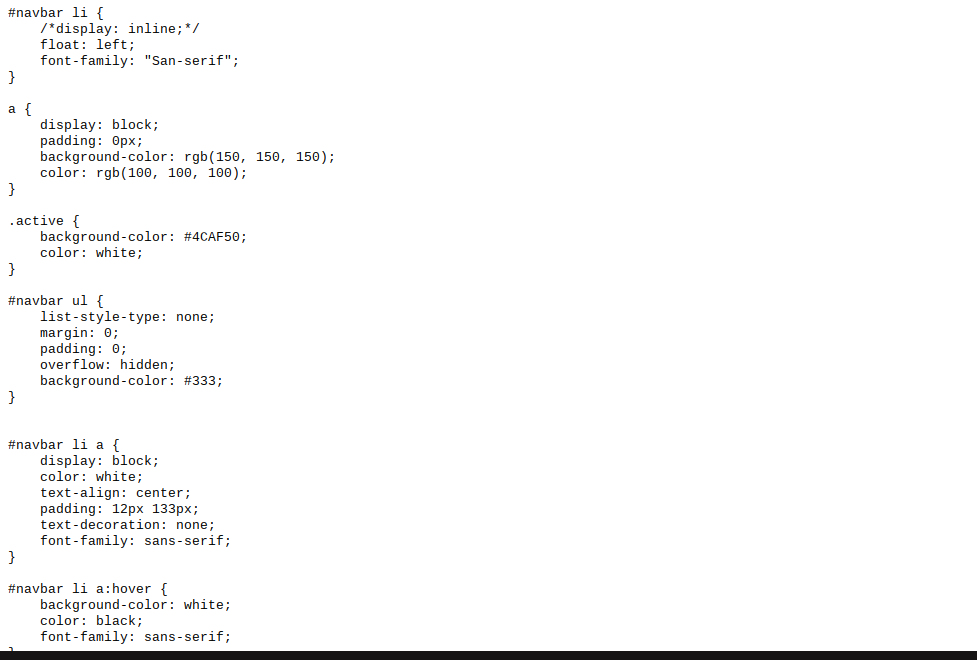 #navbar li {
    /*display: inline;*/
    float: left;
    font-family: "San-serif";
}

a {
    display: block;
    padding: 0px;
    background-color: rgb(150, 150, 150);
    color: rgb(100, 100, 100);
}

.active {
    background-color: #4CAF50;
    color: white;
}

#navbar ul {
    list-style-type: none;
    margin: 0;
    padding: 0;
    overflow: hidden;
    background-color: #333;
}


#navbar li a {
    display: block;
    color: white;
    text-align: center;
    padding: 12px 133px;
    text-decoration: none;
    font-family: sans-serif;
}

#navbar li a:hover {
    background-color: white;
    color: black;
    font-family: sans-serif;
}